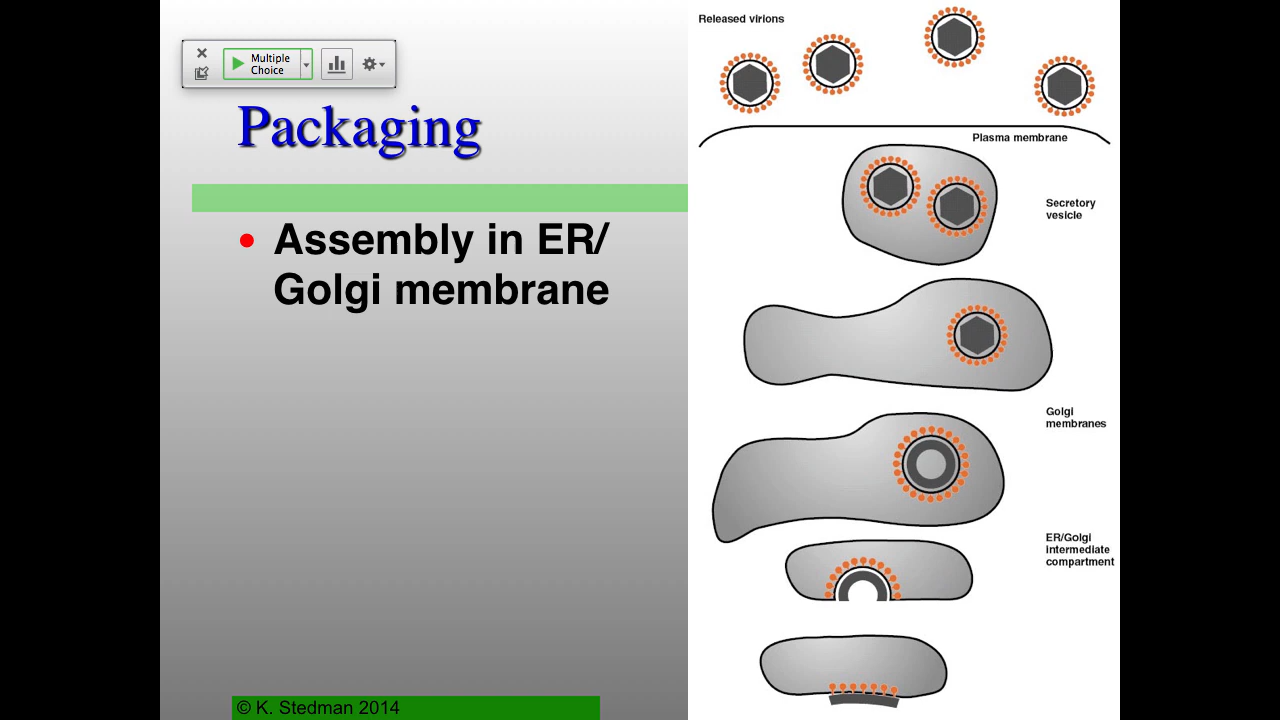 Multiple
Choice
Packaging
• Assembly in ER/
Golgi membrane
© K. Stedman 2014
Released virions
Plasma membrane
Secretory
vesicle
Golgi
membranes
ER/Golgi
intermediate
compartment